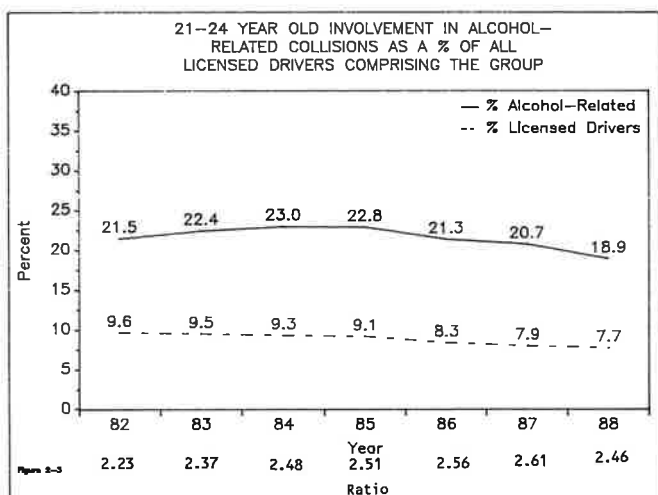 21–24 YEAR OLD INVOLVEMENT IN ALCOHOL–
RELATED COLLISIONS AS A % OF ALL
LICENSED DRIVERS COMPRISING THE GROUP
40
35
30
25
20
15
10
5
0
Percent
— % Alcohol–Related
-- % Licensed Drivers
21.5 22.4 23.0 22.8 21.3 20.7 18.9
9.6 9.5 9.3 9.1 8.3 7.9 7.7
82 83 84 85 86 87 88
Year
Figure 2–3 2.23 2.37 2.48 2.51 2.56 2.61 2.46
Ratio